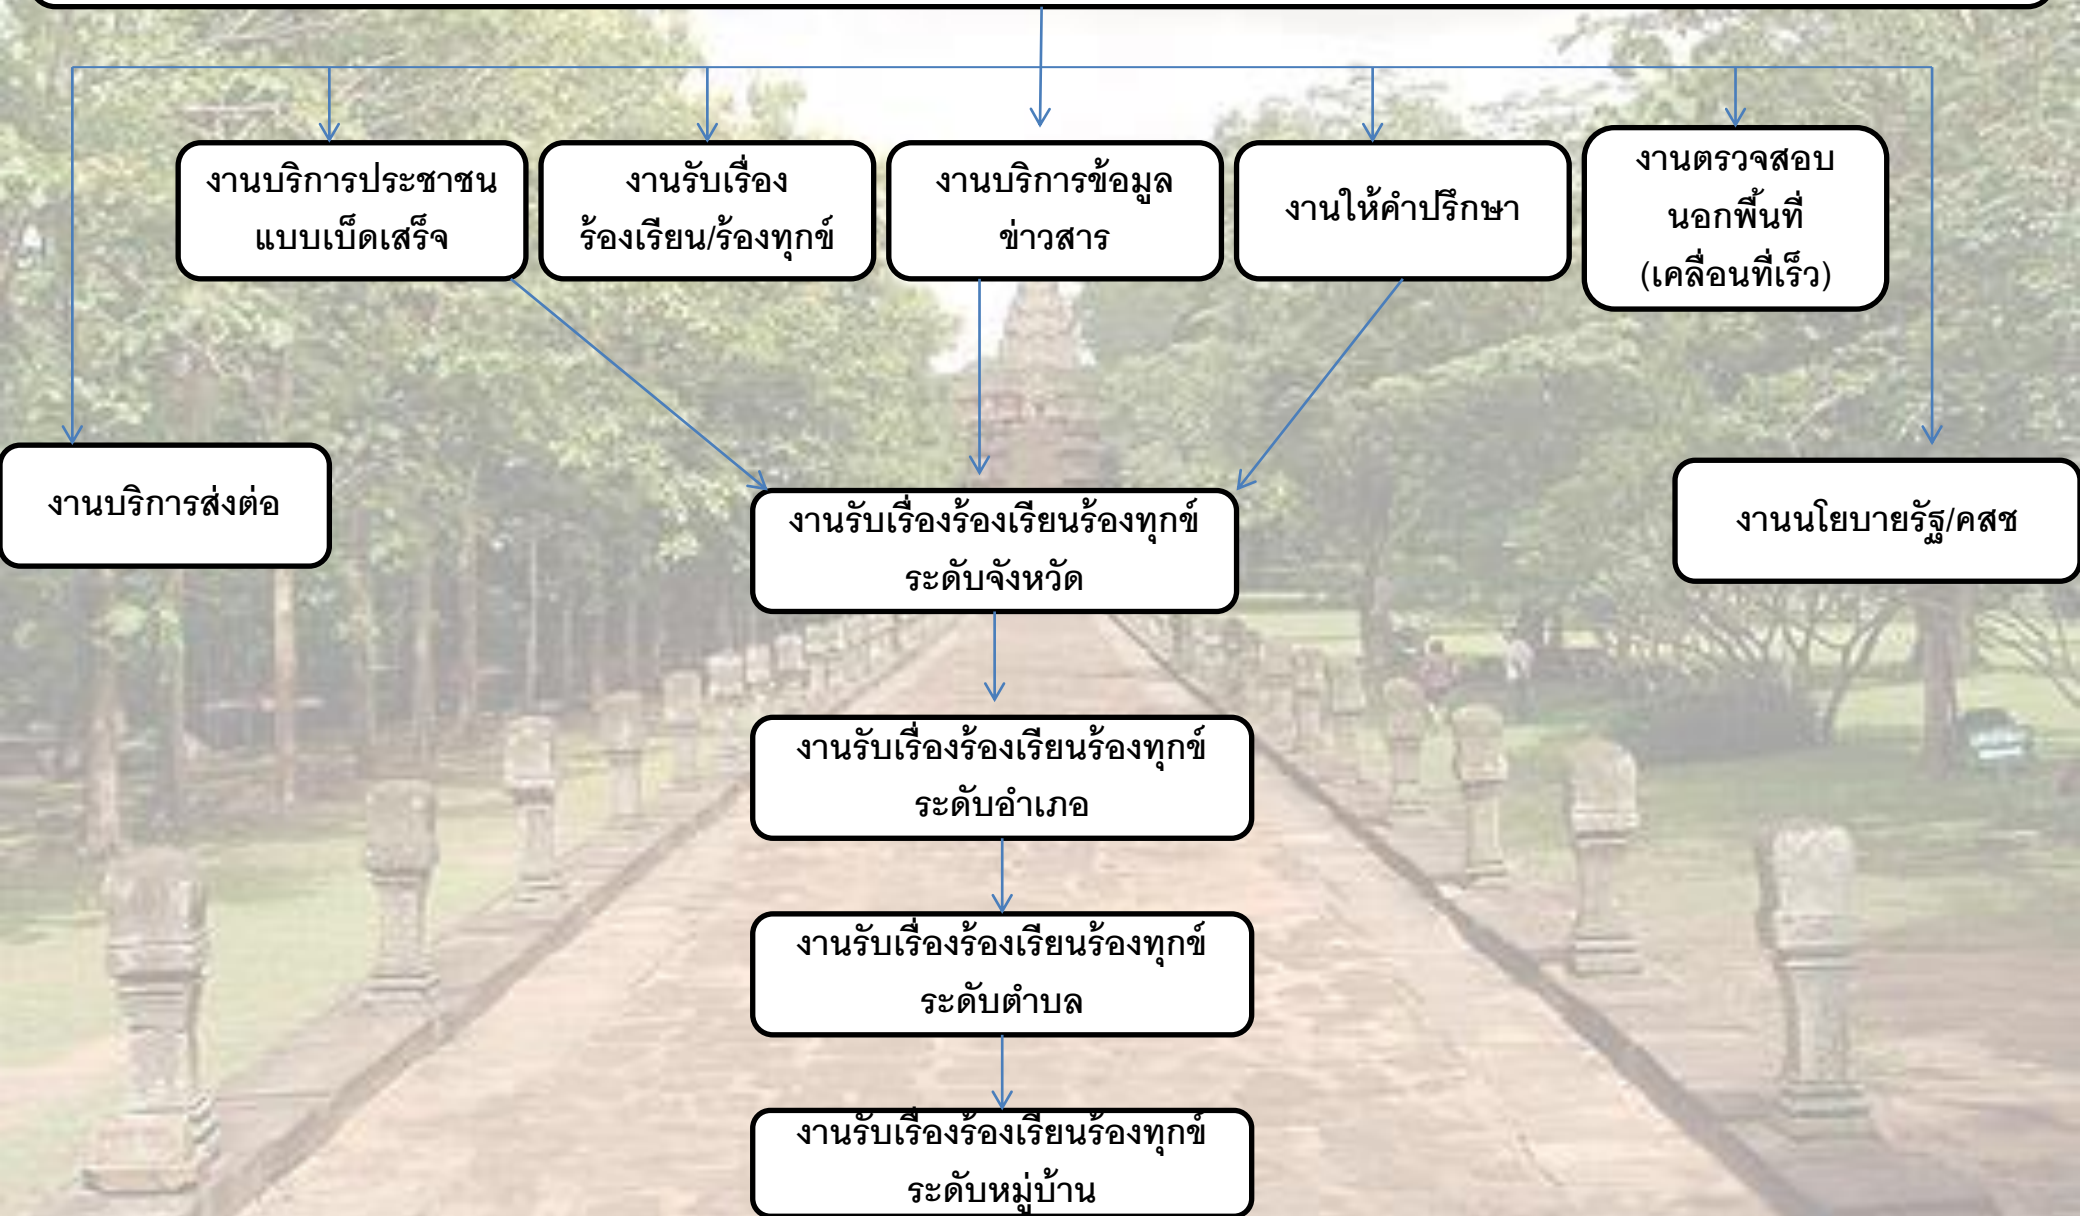 งานบริการประชาชน
แบบเบ็ดเสร็จ
งานรับเรื่อง
ร้องเรียน/ร้องทุกข์
งานบริการข้อมูล
ข่าวสาร
งานให้คำปรึกษา
งานตรวจสอบ
นอกพื้นที่
(เคลื่อนที่เร็ว)
งานบริการส่งต่อ
งานรับเรื่องร้องเรียนร้องทุกข์
ระดับจังหวัด
งานนโยบายรัฐ/คสช
งานรับเรื่องร้องเรียนร้องทุกข์
ระดับอำเภอ
งานรับเรื่องร้องเรียนร้องทุกข์
ระดับตำบล
งานรับเรื่องร้องเรียนร้องทุกข์
ระดับหมู่บ้าน